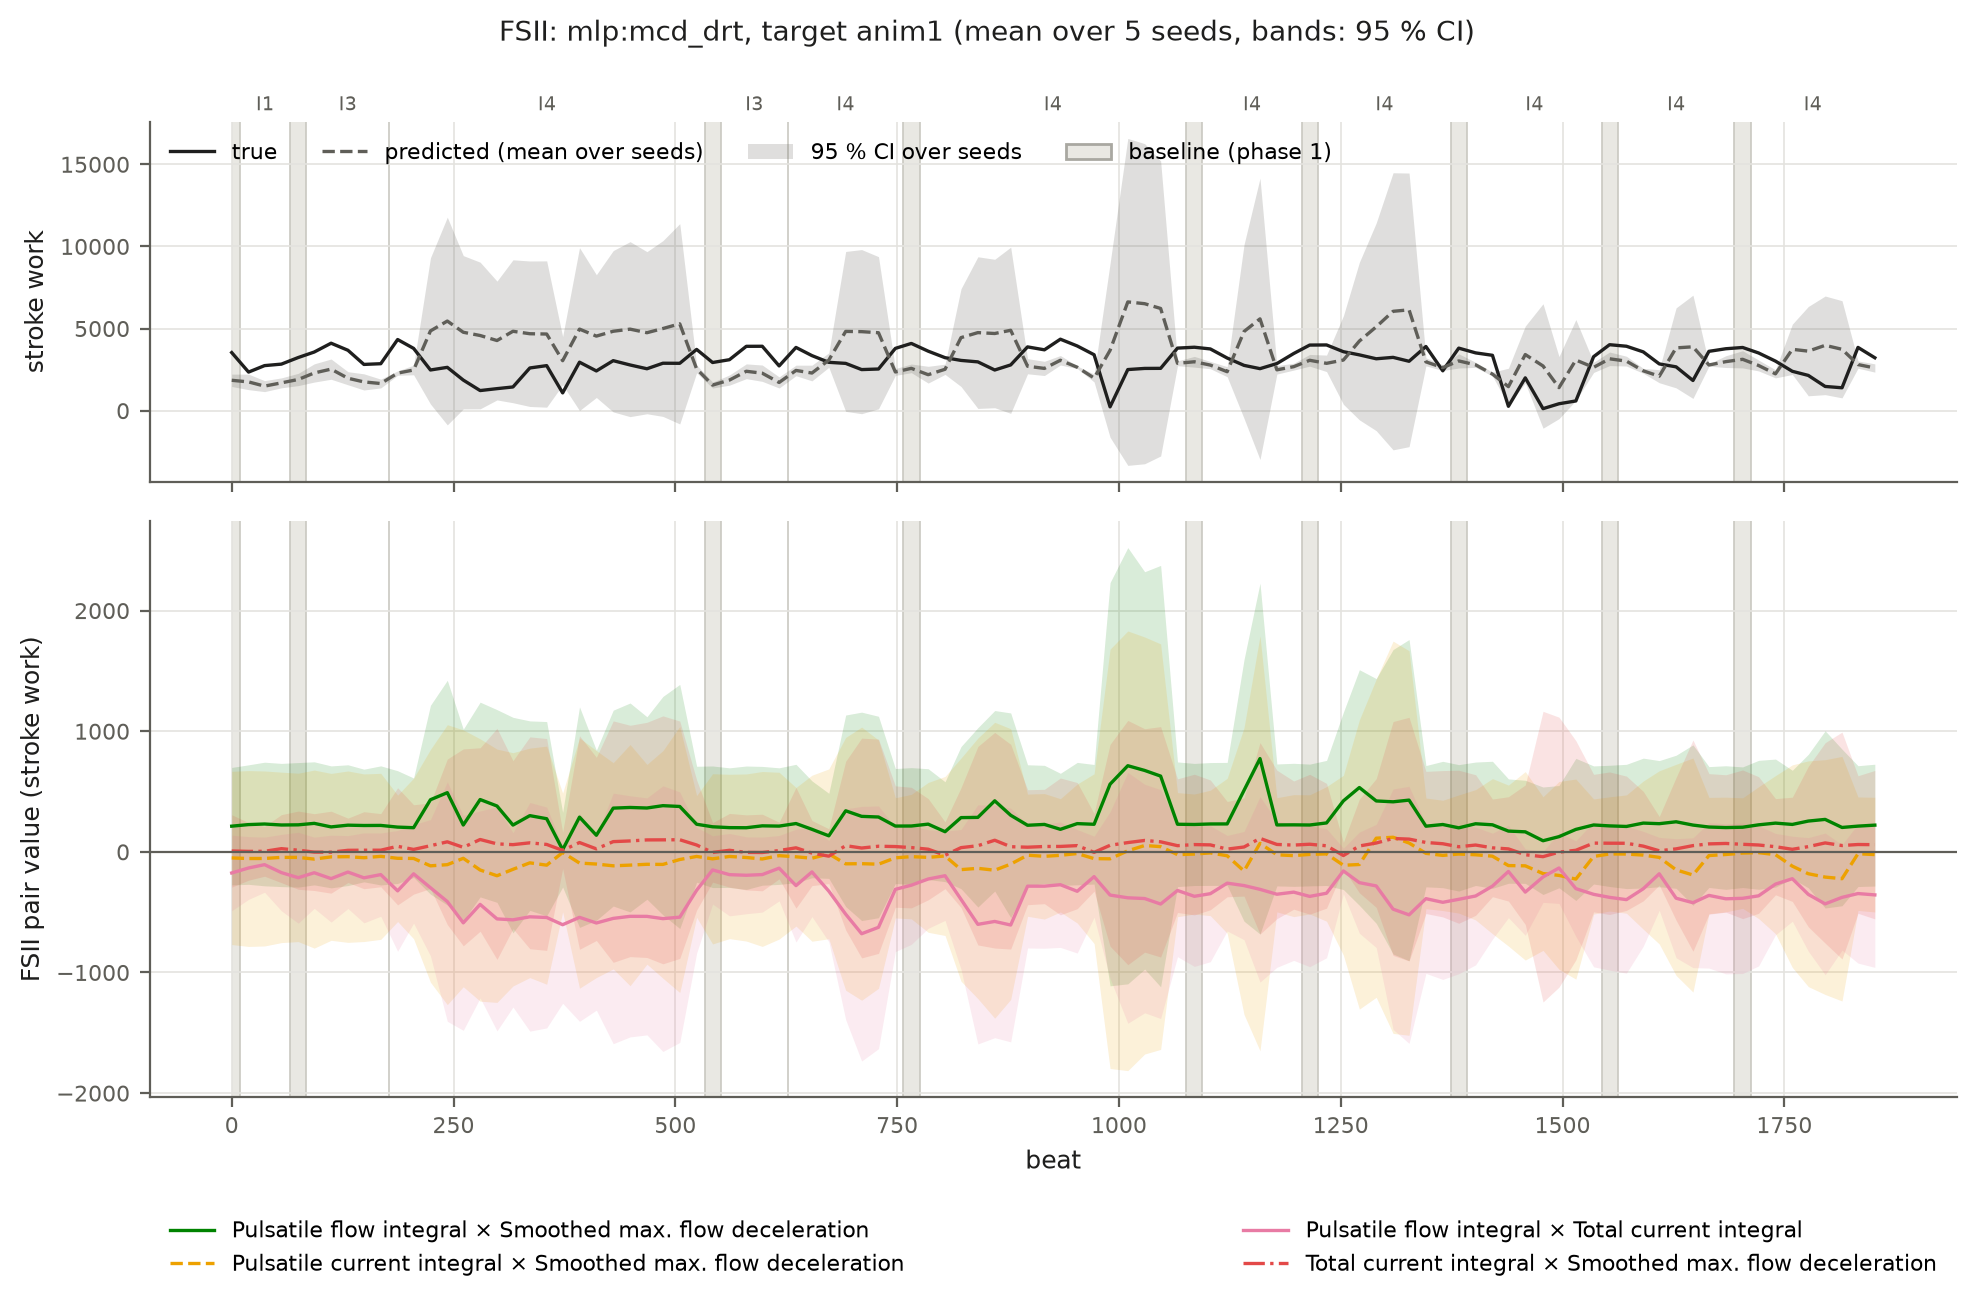 FSII: mlp:mcd_drt, target anim1 (mean over 5 seeds, bands: 95 % CI)
I1 I3 I4 I3 I4 I4 I4 I4 I4 I4 I4
true predicted (mean over seeds) 95 % CI over seeds baseline (phase 1)
stroke work
15000
10000
5000
0
FSII pair value (stroke work)
2000
1000
0
−1000
−2000
0 250 500 750 1000 1250 1500 1750
beat
Pulsatile flow integral × Smoothed max. flow deceleration
Pulsatile current integral × Smoothed max. flow deceleration
Pulsatile flow integral × Total current integral
Total current integral × Smoothed max. flow deceleration